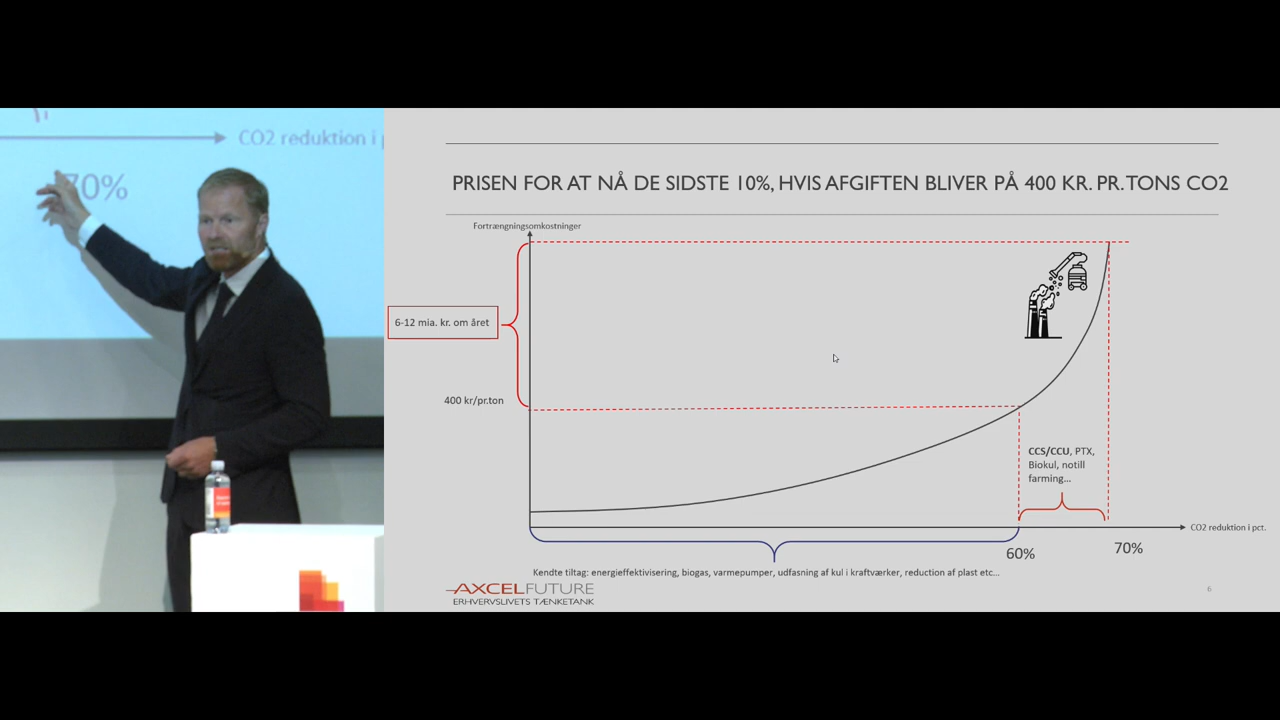 CO2 reduktion i
70%
PRISEN FOR AT NÅ DE SIDSTE 10%, HVIS AFGIFTEN BLIVER PÅ 400 KR. PR. TONS CO2
Fortrængningsomkostninger
6-12 mia. kr. om året
400 kr/pr.ton
CCS/CCU, PTX,
Biokul, notill
farming...
CO2 reduktion i pct.
60%
70%
Kendte tiltag: energieffektivisering, biogas, varmepumper, udfasning af kul i kraftværker, reduction af plast etc...
AXCELFUTURE
ERHVERVSLIVETS TÆNKETANK
6